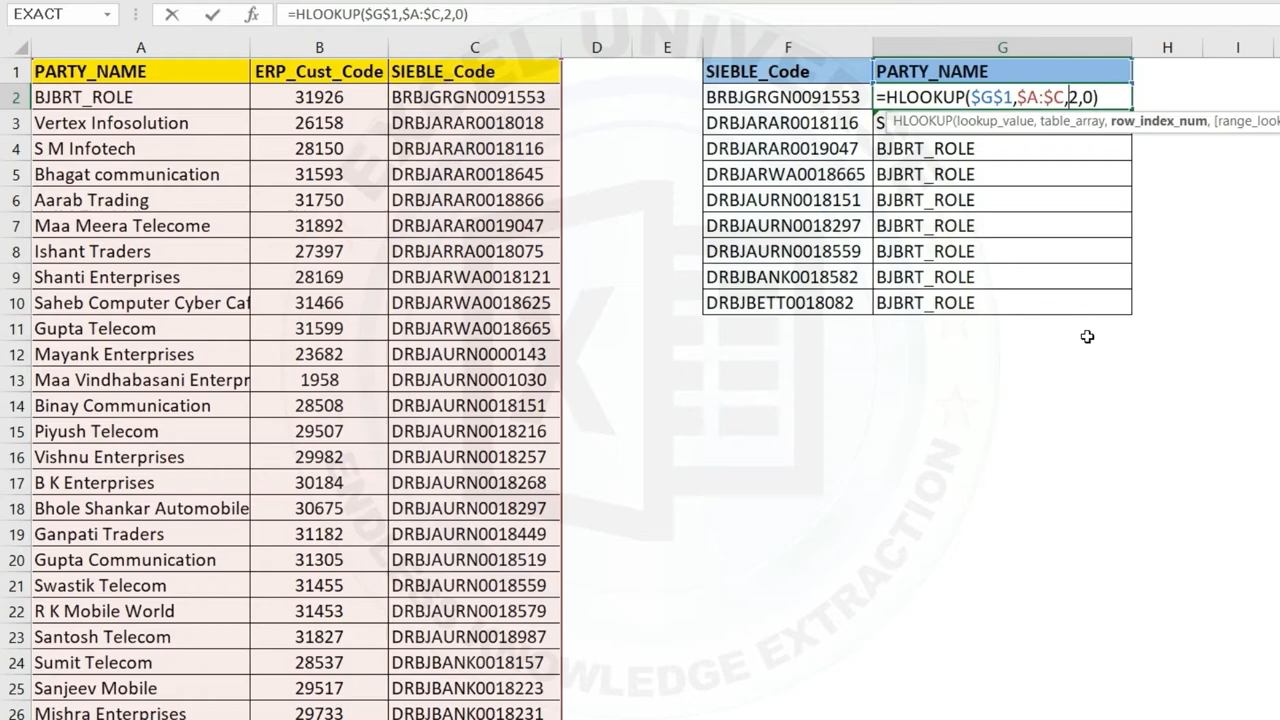 EXACT =HLOOKUP($G$1,$A:$C,2,0)
A B C D E F G H I
1 PARTY_NAME ERP_Cust_Code SIEBLE_Code SIEBLE_Code PARTY_NAME
2 BJBRT_ROLE 31926 BRBJGRGN0091553 BRBJGRGN0091553 =HLOOKUP($G$1,$A:$C,2,0)
3 Vertex Infosolution 26158 DRBJARAR0018018 DRBJARAR0018116 S HLOOKUP(lookup_value, table_array, row_index_num, [range_look
4 S M Infotech 28150 DRBJARAR0018116 DRBJARAR0019047 BJBRT_ROLE
5 Bhagat communication 31593 DRBJARAR0018645 DRBJARWA0018665 BJBRT_ROLE
6 Aarab Trading 31750 DRBJARAR0018866 DRBJAURN0018151 BJBRT_ROLE
7 Maa Meera Telecome 31892 DRBJARAR0019047 DRBJAURN0018297 BJBRT_ROLE
8 Ishant Traders 27397 DRBJARRA0018075 DRBJAURN0018559 BJBRT_ROLE
9 Shanti Enterprises 28169 DRBJARWA0018121 DRBJBANK0018582 BJBRT_ROLE
10 Saheb Computer Cyber Caf 31466 DRBJARWA0018625 DRBJBETT0018082 BJBRT_ROLE
11 Gupta Telecom 31599 DRBJARWA0018665
12 Mayank Enterprises 23682 DRBJAURN0000143
13 Maa Vindhabasani Enterpr 1958 DRBJAURN0001030
14 Binay Communication 28508 DRBJAURN0018151
15 Piyush Telecom 29507 DRBJAURN0018216
16 Vishnu Enterprises 29982 DRBJAURN0018257
17 B K Enterprises 30184 DRBJAURN0018268
18 Bhole Shankar Automobile 30675 DRBJAURN0018297
19 Ganpati Traders 31182 DRBJAURN0018449
20 Gupta Communication 31305 DRBJAURN0018519
21 Swastik Telecom 31455 DRBJAURN0018559
22 R K Mobile World 31453 DRBJAURN0018579
23 Santosh Telecom 31827 DRBJAURN0018987
24 Sumit Telecom 28537 DRBJBANK0018157
25 Sanjeev Mobile 29517 DRBJBANK0018223
26 Mishra Enterprises 29733 DRBJBANK0018231
KNOWLEDGE EXTRACTION